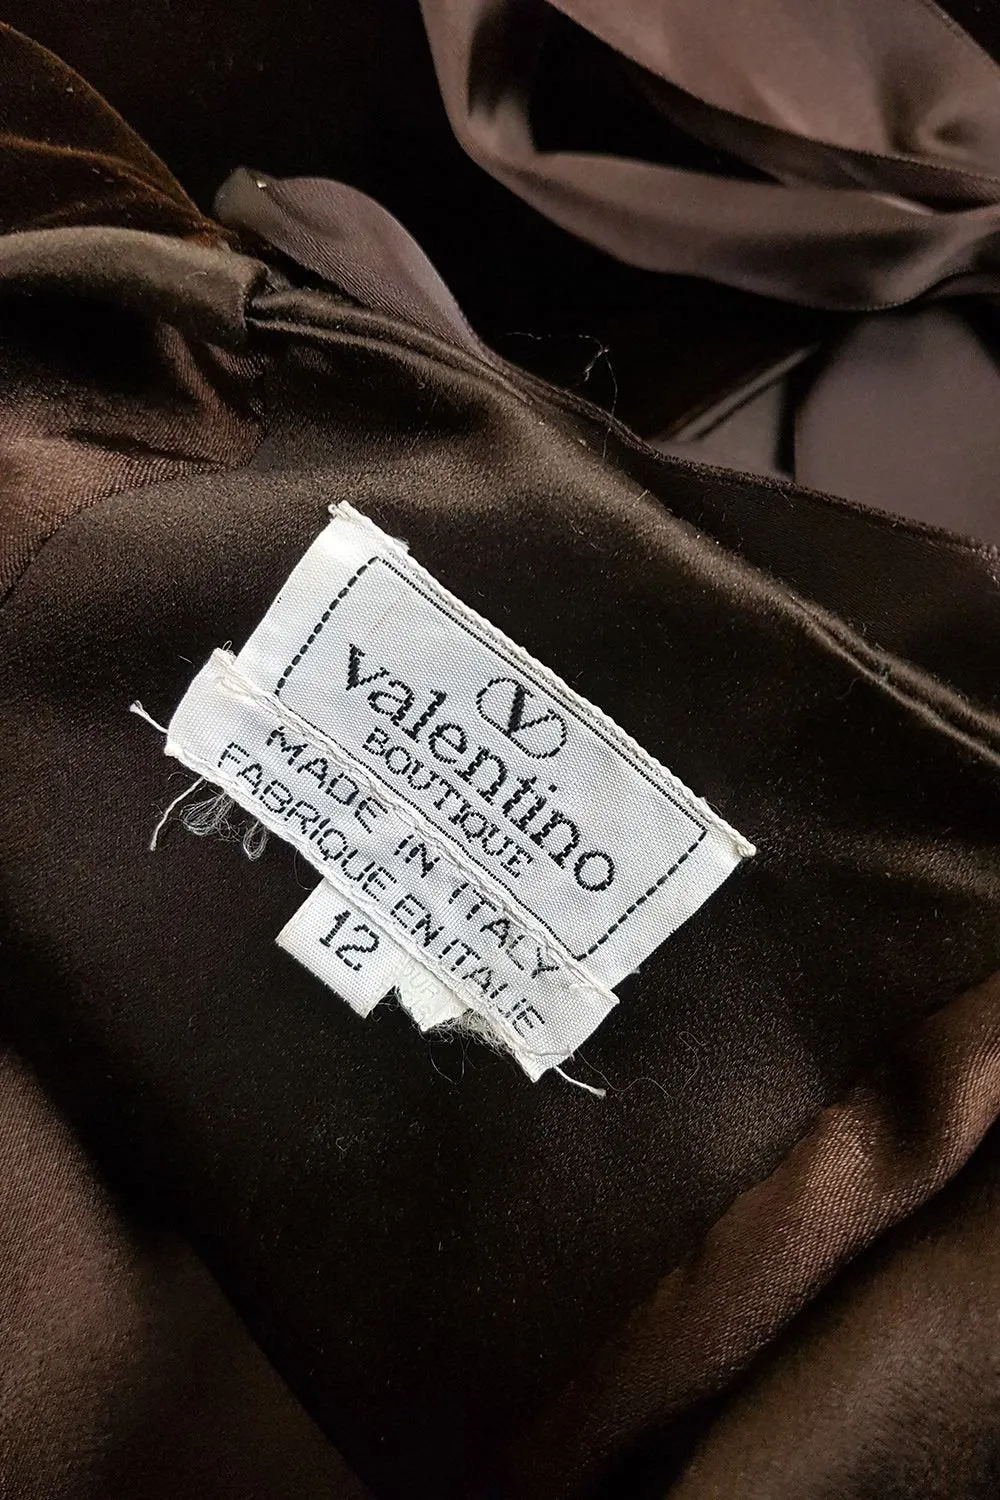 V
valentino
BOUTIQUE
MADE IN ITALY
FABRIQUE EN ITALIE
12